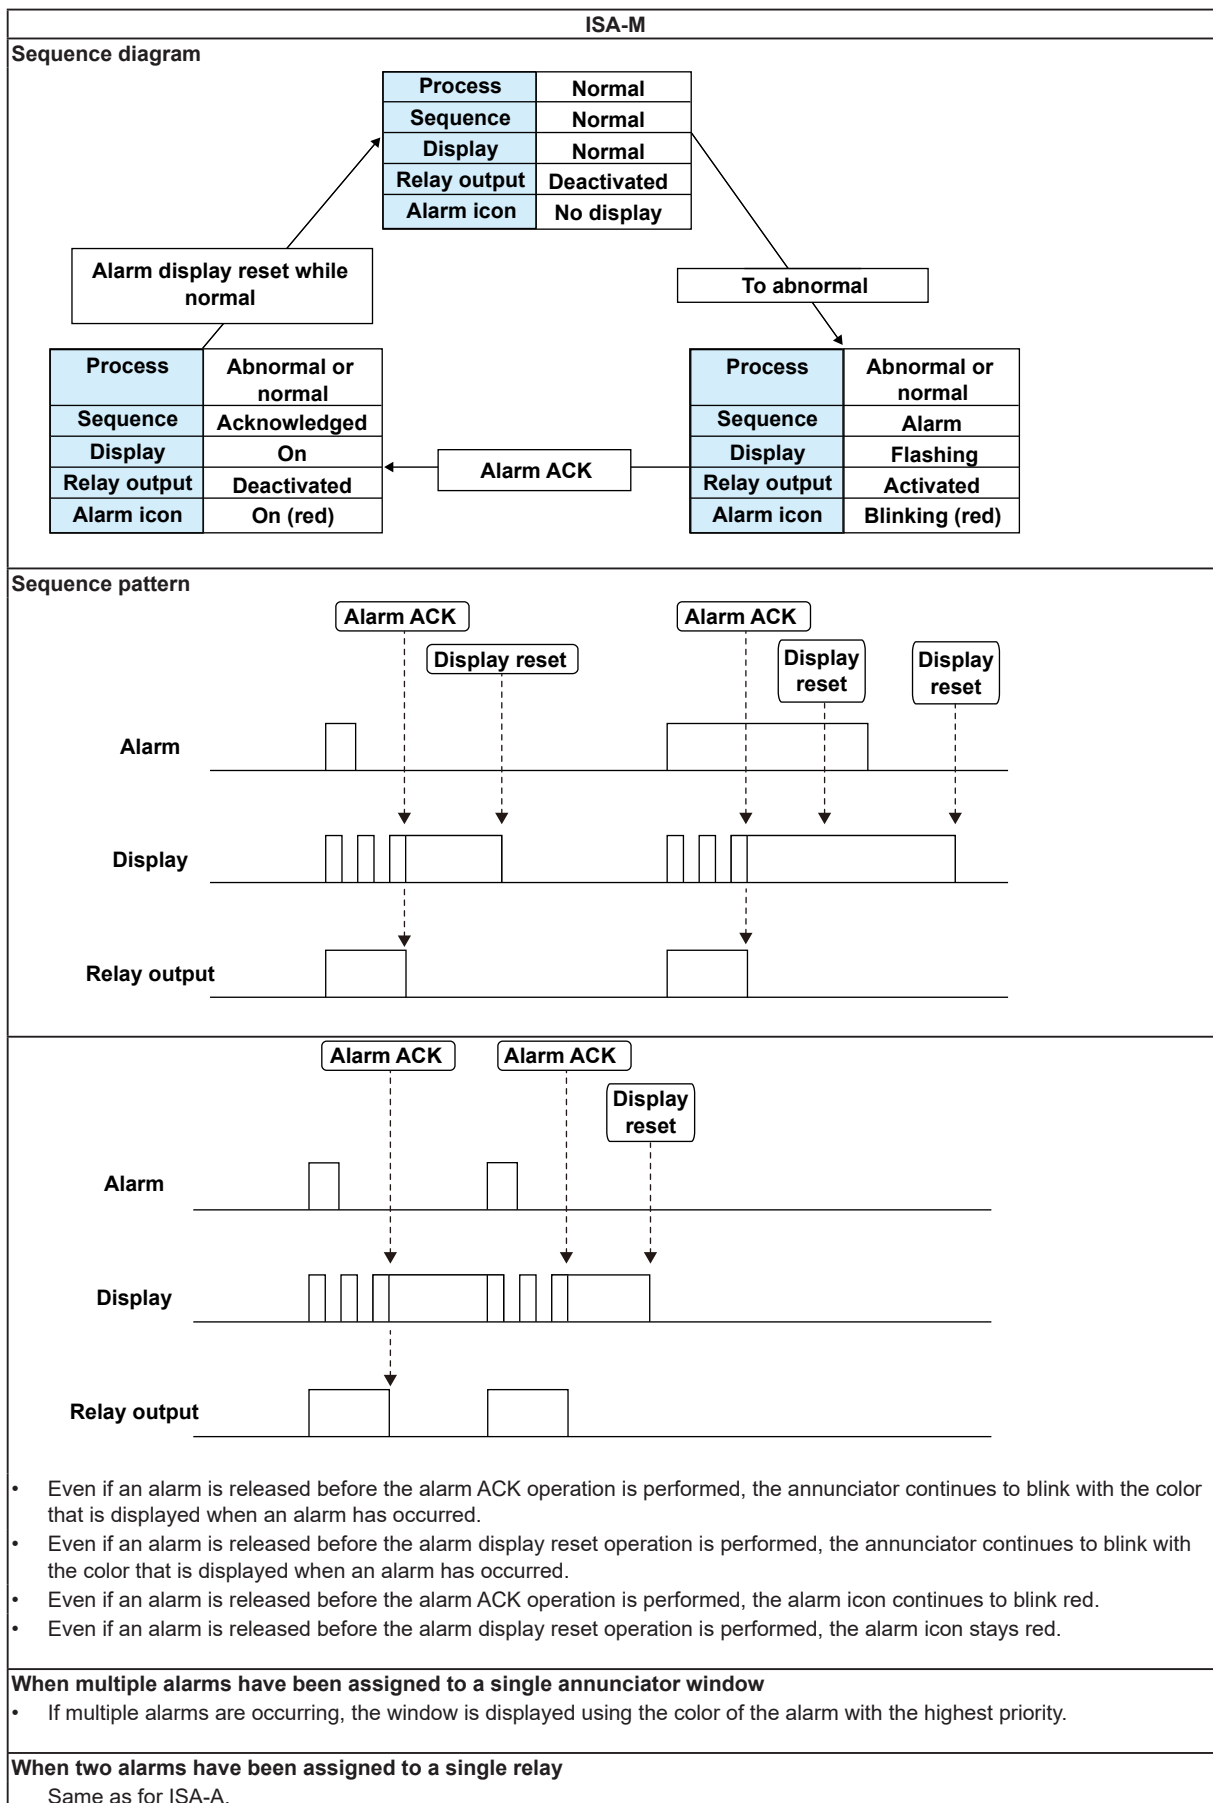 ISA-M
Sequence diagram
Process Normal
Sequence Normal
Display Normal
Relay output Deactivated
Alarm icon No display
Alarm display reset while
normal
To abnormal
Process Abnormal or
normal
Sequence Acknowledged
Display On
Relay output Deactivated
Alarm icon On (red)
Alarm ACK
Process Abnormal or
normal
Sequence Alarm
Display Flashing
Relay output Activated
Alarm icon Blinking (red)
Sequence pattern
Alarm ACK
Display reset
Alarm ACK
Display
reset
Display
reset
Alarm
Display
Relay output
Alarm ACK
Alarm ACK
Display
reset
Alarm
Display
Relay output
• Even if an alarm is released before the alarm ACK operation is performed, the annunciator continues to blink with the color
that is displayed when an alarm has occurred.
• Even if an alarm is released before the alarm display reset operation is performed, the annunciator continues to blink with
the color that is displayed when an alarm has occurred.
• Even if an alarm is released before the alarm ACK operation is performed, the alarm icon continues to blink red.
• Even if an alarm is released before the alarm display reset operation is performed, the alarm icon stays red.
When multiple alarms have been assigned to a single annunciator window
• If multiple alarms are occurring, the window is displayed using the color of the alarm with the highest priority.
When two alarms have been assigned to a single relay
Same as for ISA-A.